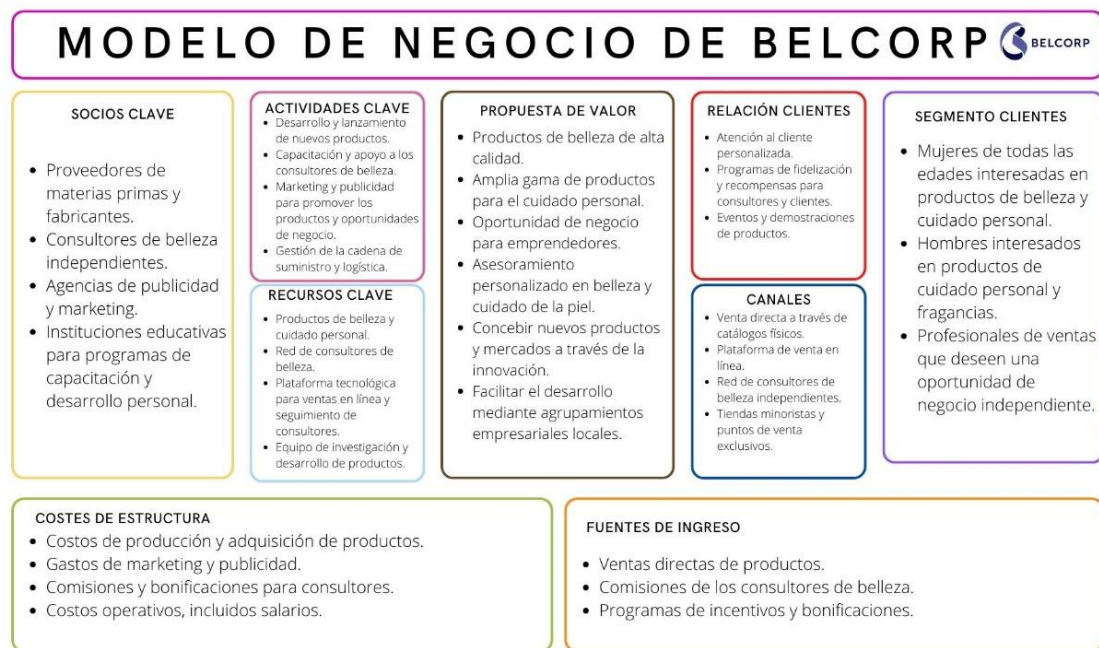 MODELO DE NEGOCIO DE BELCORP
BELCORP
SOCIOS CLAVE
• Proveedores de
materias primas y
fabricantes.
• Consultores de belleza
independientes.
• Agencias de publicidad
y marketing.
• Instituciones educativas
para programas de
capacitación y
desarrollo personal.
ACTIVIDADES CLAVE
• Desarrollo y lanzamiento
de nuevos productos.
• Capacitación y apoyo a los
consultores de belleza.
• Marketing y publicidad
para promover los
productos y oportunidades
de negocio.
• Gestión de la cadena de
suministro y logística.
RECURSOS CLAVE
• Productos de belleza y
cuidado personal.
• Red de consultores de
belleza.
• Plataforma tecnológica
para ventas en línea y
seguimiento de
consultores.
• Equipo de investigación y
desarrollo de productos.
PROPUESTA DE VALOR
• Productos de belleza de alta
calidad.
• Amplia gama de productos
para el cuidado personal.
• Oportunidad de negocio
para emprendedores.
• Asesoramiento
personalizado en belleza y
cuidado de la piel.
• Concebir nuevos productos
y mercados a través de la
innovación.
• Facilitar el desarrollo
mediante agrupamientos
empresariales locales.
RELACIÓN CLIENTES
• Atención al cliente
personalizada.
• Programas de fidelización
y recompensas para
consultores y clientes.
• Eventos y demostraciones
de productos.
CANALES
• Venta directa a través de
catálogos físicos.
• Plataforma de venta en
línea.
• Red de consultores de
belleza independientes.
• Tiendas minoristas y
puntos de venta
exclusivos.
SEGMENTO CLIENTES
• Mujeres de todas las
edades interesadas en
productos de belleza y
cuidado personal.
• Hombres interesados
en productos de
cuidado personal y
fragancias.
• Profesionales de ventas
que deseen una
oportunidad de
negocio independiente.
COSTES DE ESTRUCTURA
• Costos de producción y adquisición de productos.
• Gastos de marketing y publicidad.
• Comisiones y bonificaciones para consultores.
• Costos operativos, incluidos salarios.
FUENTES DE INGRESO
• Ventas directas de productos.
• Comisiones de los consultores de belleza.
• Programas de incentivos y bonificaciones.